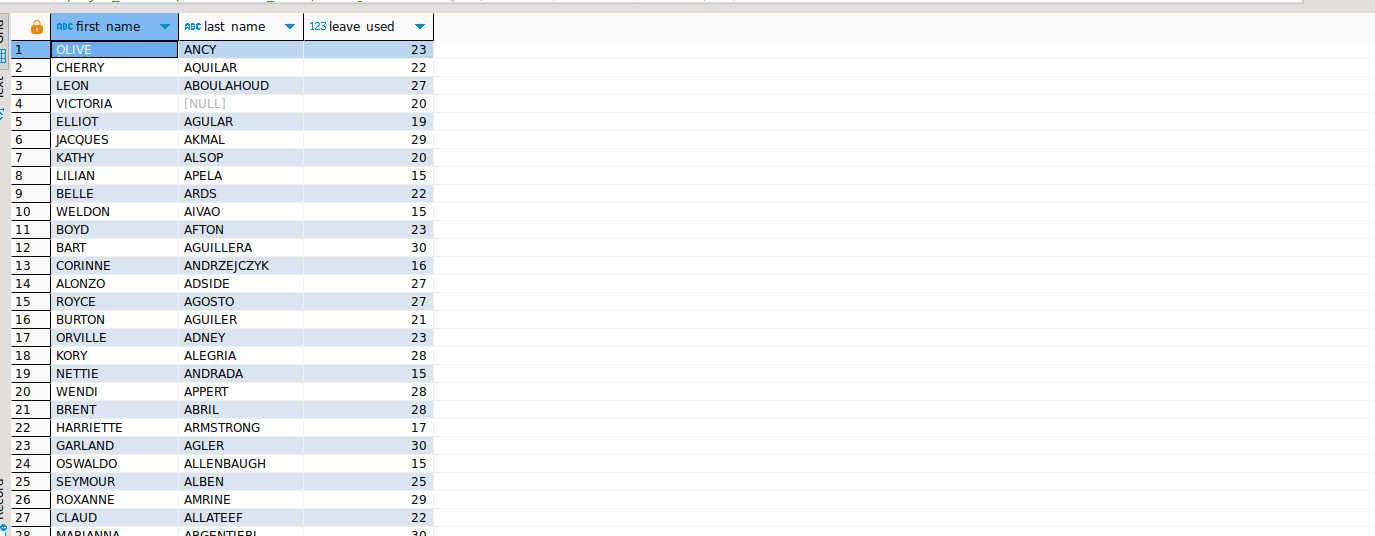 ABC first_name ABC last_name 123 leave_used
1 OLIVE ANCY 23
2 CHERRY AQUILAR 22
3 LEON ABOULAHOUD 27
4 VICTORIA [NULL] 20
5 ELLIOT AGULAR 19
6 JACQUES AKMAL 29
7 KATHY ALSOP 20
8 LILIAN APELA 15
9 BELLE ARDS 22
10 WELDON AIVAO 15
11 BOYD AFTON 23
12 BART AGUILLERA 30
13 CORINNE ANDRZEJCZYK 16
14 ALONZO ADSIDE 27
15 ROYCE AGOSTO 27
16 BURTON AGUILER 21
17 ORVILLE ADNEY 23
18 KORY ALEGRIA 28
19 NETTIE ANDRADA 15
20 WENDI APPERT 28
21 BRENT ABRIL 28
22 HARRIETTE ARMSTRONG 17
23 GARLAND AGLER 30
24 OSWALDO ALLENBAUGH 15
25 SEYMOUR ALBEN 25
26 ROXANNE AMRINE 29
27 CLAUD ALLATEEF 22
28 MARIANNA ARGENTIERI 30
Grid
Text
Record